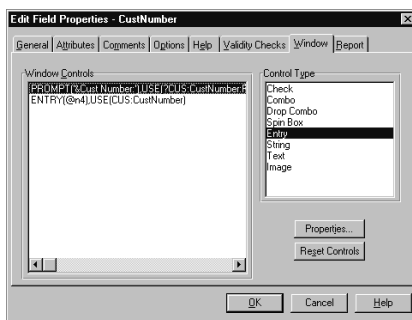 Edit Field Properties - CustNumber
General Attributes Comments Options Help Validity Checks Window Report
Window Controls
PROMPT('&Cust Number:'),USE(?CUS:CustNumber:F
ENTRY(@n4),USE(CUS:CustNumber)
Control Type
Check
Combo
Drop Combo
Spin Box
Entry
String
Text
Image
Properties...
Reset Controls
OK Cancel Help